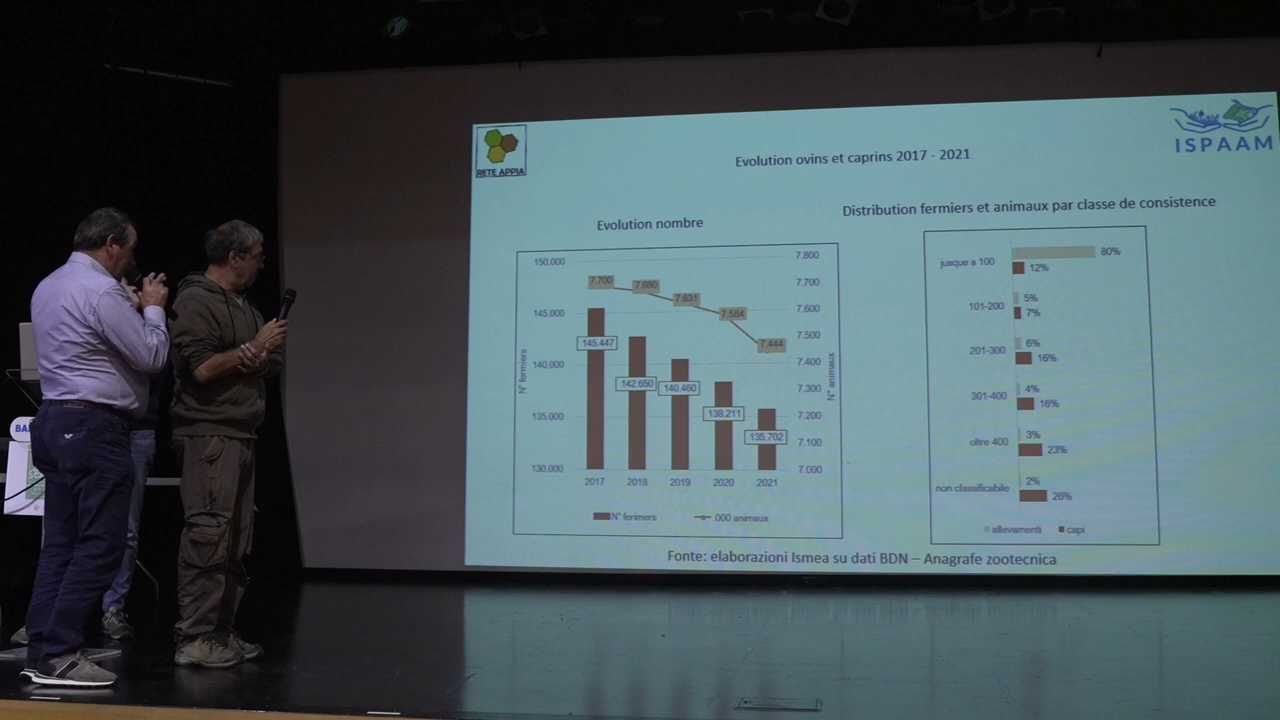 RETE APPIA
ISPAAM
Evolution ovins et caprins 2017 - 2021
Evolution nombre
Distribution fermiers et animaux par classe de consistence
150.000
145.000
140.000
135.000
130.000
N° fermiers
7.700
7.680
7.631
7.584
7.444
145.447
142.650
140.460
138.211
135.702
7.800
7.700
7.600
7.500
7.400
7.300
7.200
7.100
7.000
N° animaux
2017 2018 2019 2020 2021
N° ferimers .000 animaux
jusque a 100 80%
12%
101-200 5%
7%
201-300 6%
16%
301-400 4%
16%
oltre 400 3%
23%
non classificabile 2%
26%
allevamenti capi
Fonte: elaborazioni Ismea su dati BDN – Anagrafe zootecnica